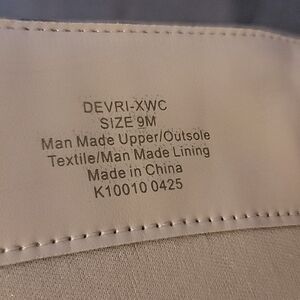 DEVRI-XWC
SIZE 9M
Man Made Upper/Outsole
Textile/Man Made Lining
Made in China
K10010 0425